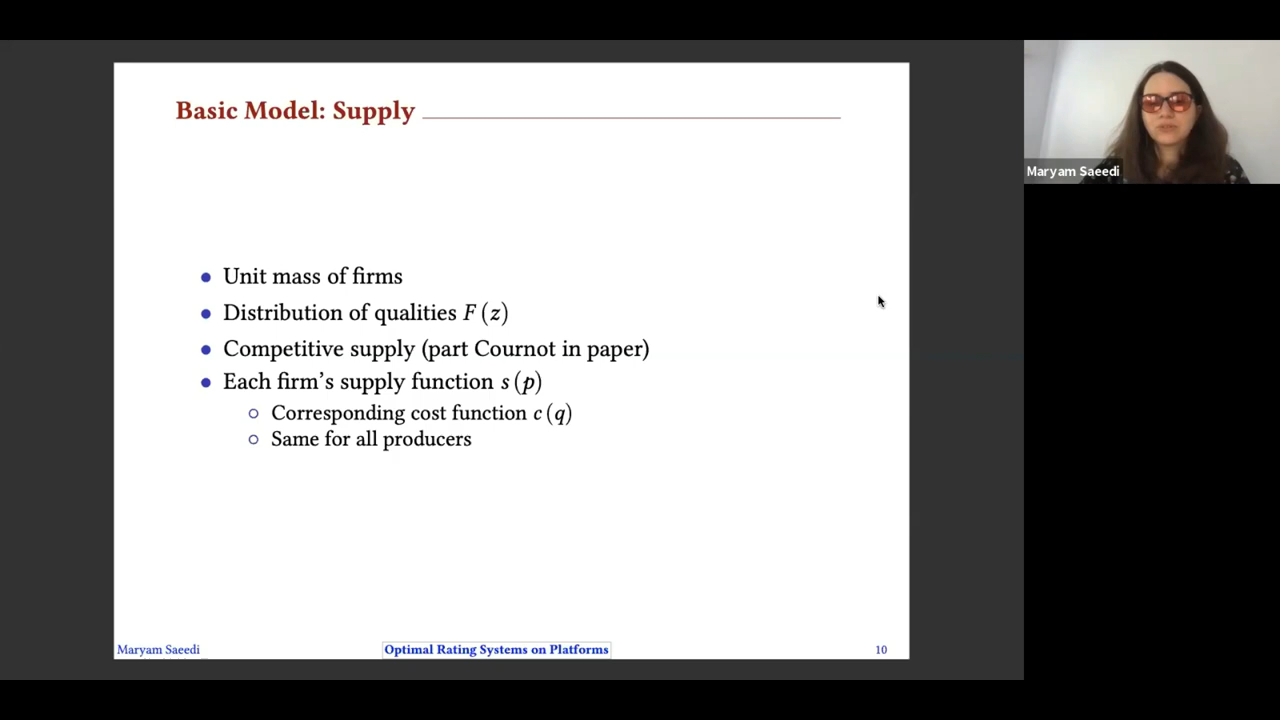 Basic Model: Supply
Unit mass of firms
Distribution of qualities F (z)
Competitive supply (part Cournot in paper)
Each firm's supply function s (p)
Corresponding cost function c (q)
Same for all producers
Maryam Saeedi
Optimal Rating Systems on Platforms
10
Maryam Saeedi